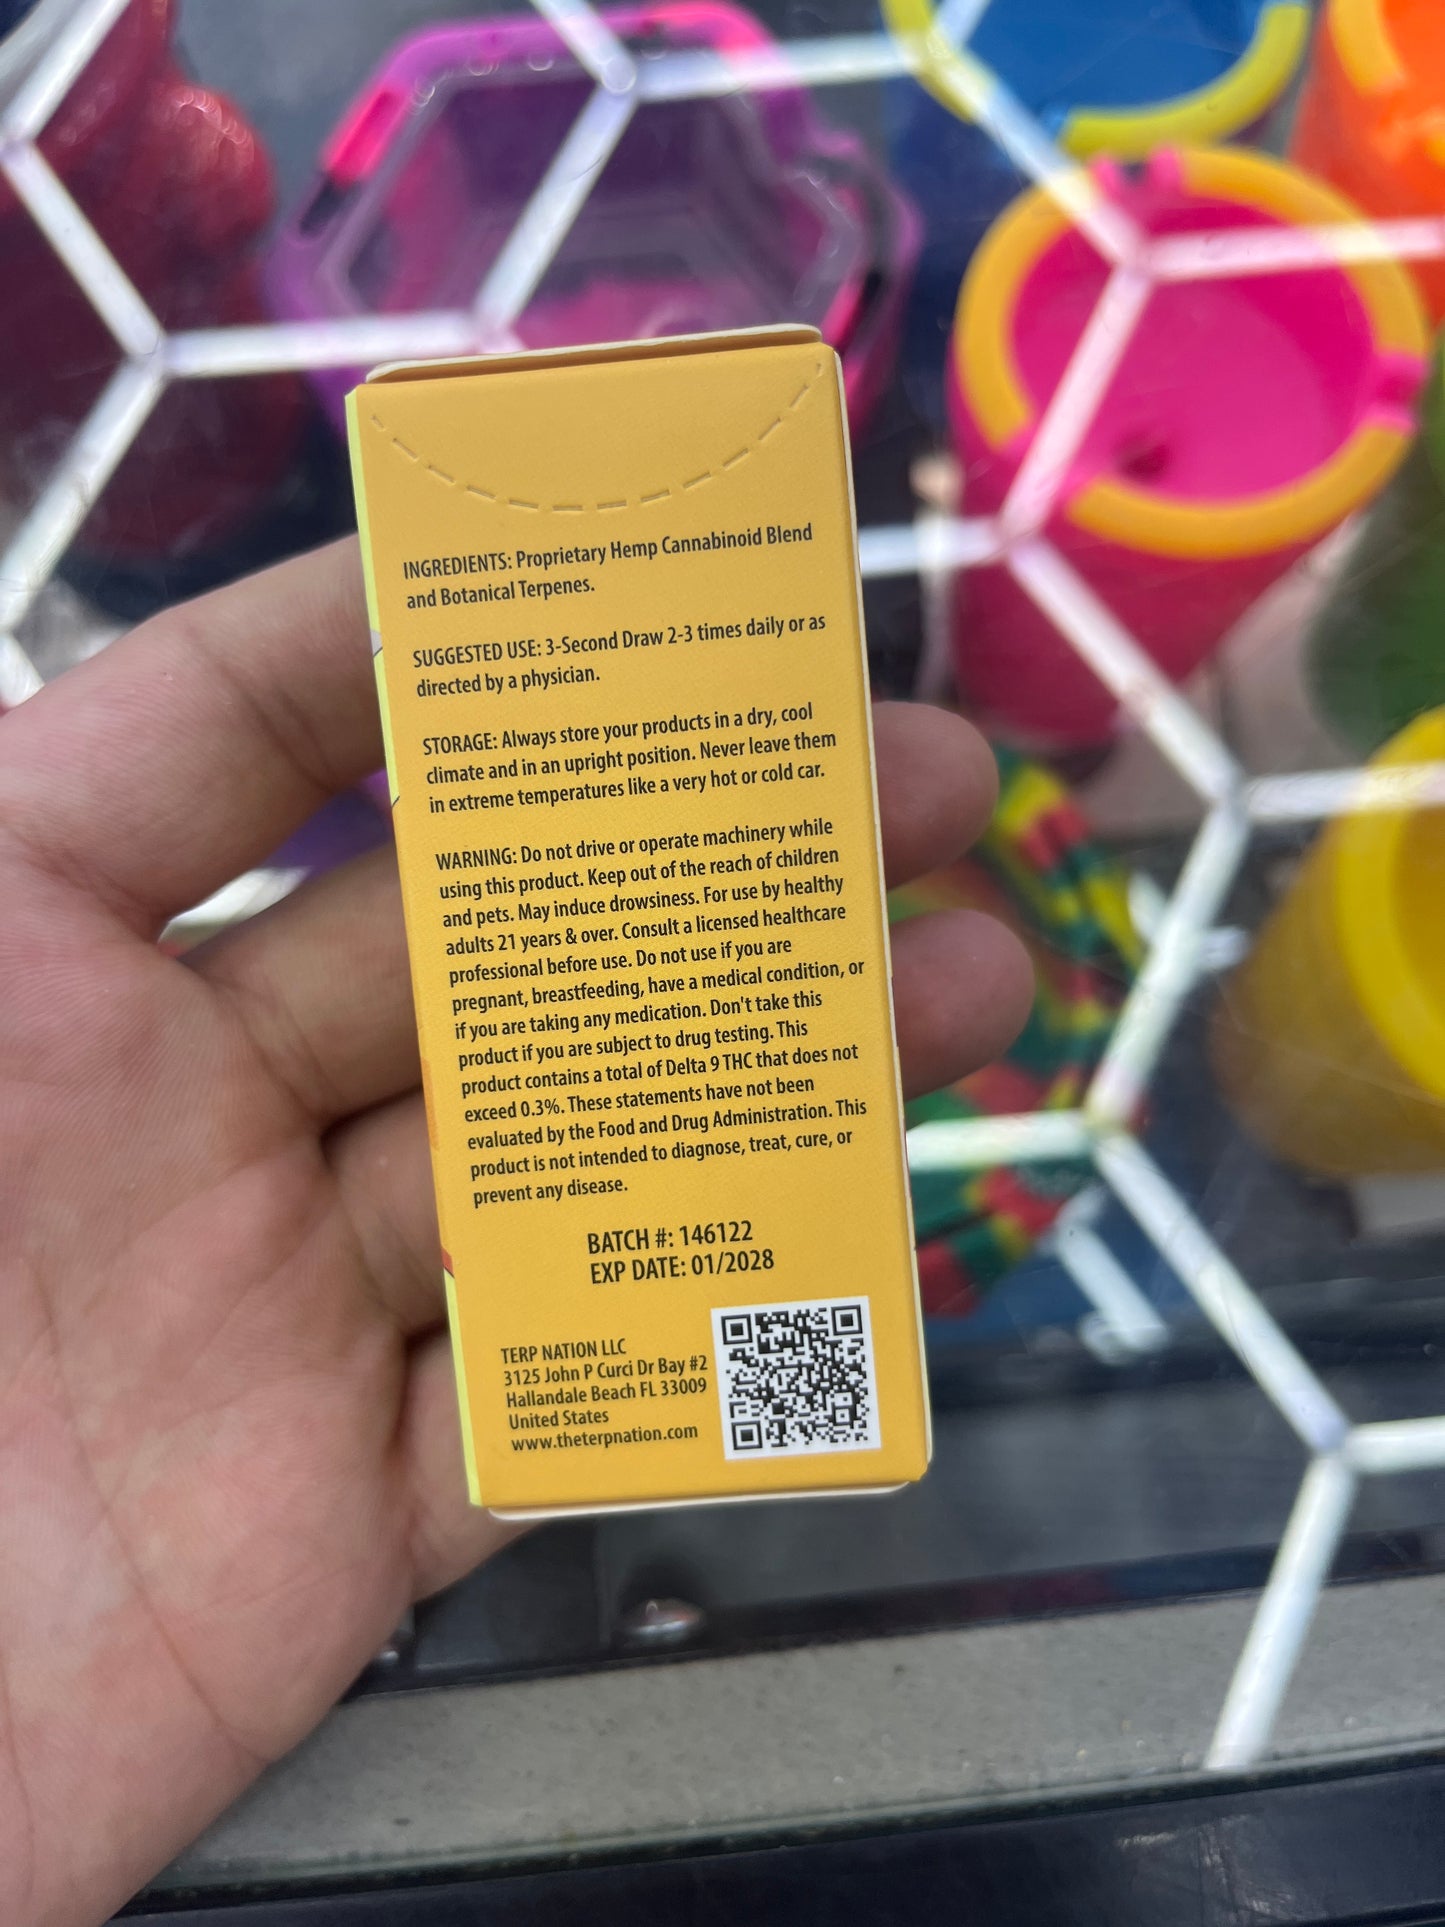 INGREDIENTS: Proprietary Hemp Cannabinoid Blend
and Botanical Terpenes.
SUGGESTED USE: 3-Second Draw 2-3 times daily or as
directed by a physician.
STORAGE: Always store your products in a dry, cool
climate and in an upright position. Never leave them
in extreme temperatures like a very hot or cold car.
WARNING: Do not drive or operate machinery while
using this product. Keep out of the reach of children
and pets. May induce drowsiness. For use by healthy
adults 21 years & over. Consult a licensed healthcare
professional before use. Do not use if you are
pregnant, breastfeeding, have a medical condition, or
if you are taking any medication. Don't take this
product if you are subject to drug testing. This
product contains a total of Delta 9 THC that does not
exceed 0.3%. These statements have not been
evaluated by the Food and Drug Administration. This
product is not intended to diagnose, treat, cure, or
prevent any disease.
BATCH #: 146122
EXP DATE: 01/2028
TERP NATION LLC
3125 John P Curci Dr Bay #2
Hallandale Beach FL 33009
United States
www.theterpnation.com